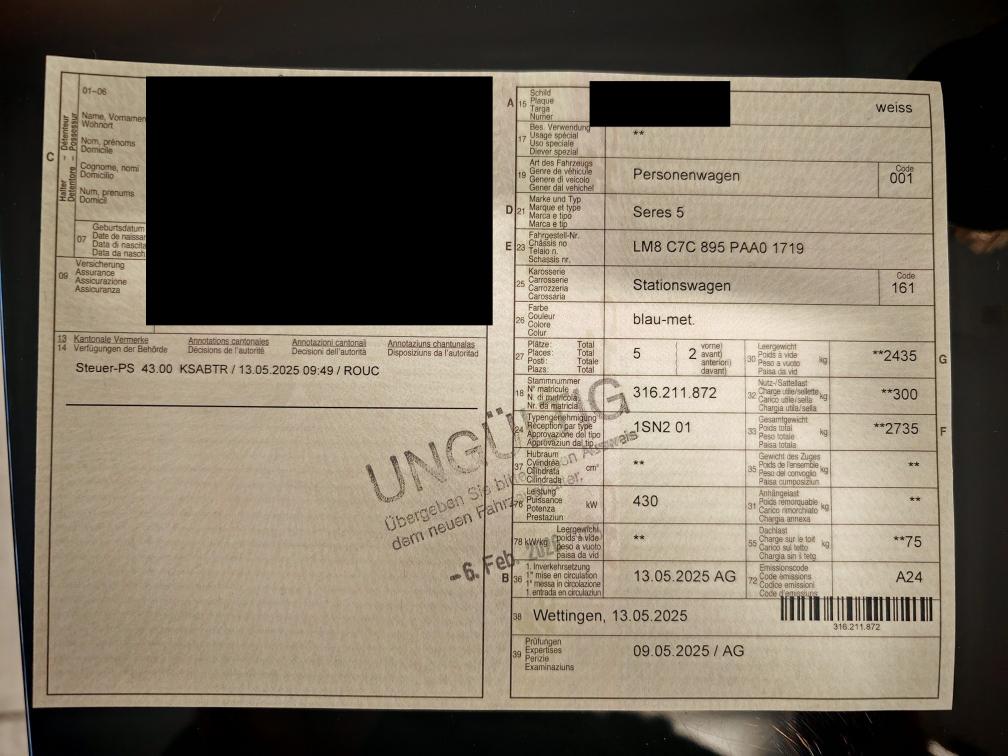 01–06
C
Halter – Détenteur
Detentore – Possessur
Name, Vornamen
Wohnort
Nom, prénoms
Domicile
Cognome, nomi
Domicilio
Num, prenums
Domicil
07
Geburtsdatum
Date de naissan
Data di nascita
Data da nasch
09
Versicherung
Assurance
Assicurazione
Assicuranza
13 Kantonale Vermerke Annotations cantonales Annotazioni cantonali Annotaziuns chantunalas
14 Verfügungen der Behörde Décisions de l'autorité Decisioni dell'autorità Disposiziuns da l'autoritad
Steuer-PS 43.00 KSABTR / 13.05.2025 09:49 / ROUC
UNGÜLTIG
Übergeben Sie bitte Ausweis
dem neuen
-6. Feb.
A 15
Schild
Plaque
Targa
Numer
weiss
17
Bes. Verwendung
Usage spécial
Uso speciale
Diever spezial
**
19
Art des Fahrzeugs
Genre de véhicule
Genere di veicolo
Gener dal vehichel
Personenwagen
Code
001
D 21
Marke und Typ
Marque et type
Marca e tipo
Marca e tip
Seres 5
E 23
Fahrgestell-Nr.
Châssis no
Telaio n.
Schassis nr.
LM8 C7C 895 PAA0 1719
25
Karosserie
Carrosserie
Carrozzeria
Carossaria
Stationswagen
Code
161
26
Farbe
Couleur
Colore
Colur
blau-met.
27
Plätze: Total
Places: Total
Posti: Totale
Plazs: Total
5
2
vorne)
avant)
anteriori)
davant)
30
Leergewicht
Poids à vide
Peso a vuoto
Paisa da vid
kg
**2435
G
18
Stammnummer
N° matricule
N. di matricola
Nr. da matricla
316.211.872
32
Nutz-/Sattellast
Charge utile/sellette
Carico utile/sella
Chargia utila/sella
kg
**300
24
Typengenehmigung
Réception par type
Approvazione del tipo
Approvaziun dal tip
1SN2 01
33
Gesamtgewicht
Poids total
Peso totale
Paisa totala
kg
**2735
F
37
Hubraum
Cylindrée
Cilindrata
Cilindrada
cm³
**
35
Gewicht des Zuges
Poids de l'ensemble
Peso del convoglio
Paisa cumposiziun
kg
**
76
Leistung
Puissance
Potenza
Prestaziun
kW
430
31
Anhängelast
Poids remorquable
Carico rimorchiato
Chargia annexa
kg
**
78 kW/kg
Leergewicht
poids à vide
peso a vuoto
paisa da vid
**
55
Dachlast
Charge sur le toit
Carico sul tetto
Chargia sin il tetg
kg
**75
B 36
1. Inverkehrsetzung
1re mise en circulation
1a messa in circolazione
1. entrada en circulaziun
13.05.2025 AG
72
Emissionscode
Code émissions
Codice emissioni
Code d'emissiuns
A24
38
Wettingen, 13.05.2025
316.211.872
39
Prüfungen
Expertises
Perizie
Examinaziuns
09.05.2025 / AG